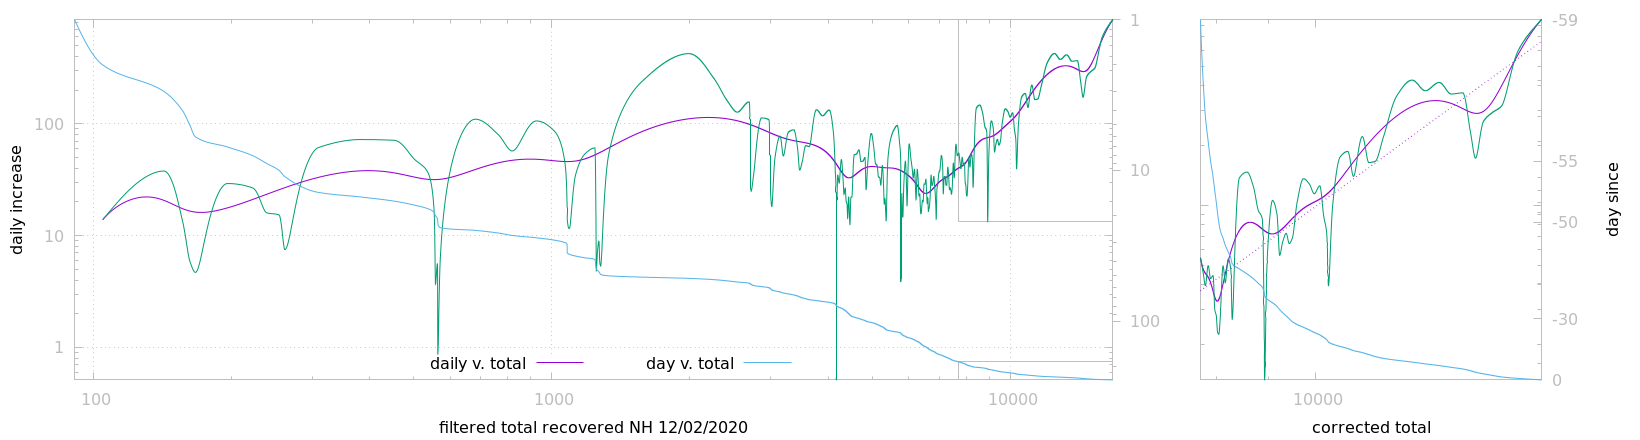 daily increase
100
10
1
100
1000
10000
filtered total recovered NH 12/02/2020
daily v. total
day v. total
1
10
100
10000
corrected total
-59
-55
-50
-30
0
day since